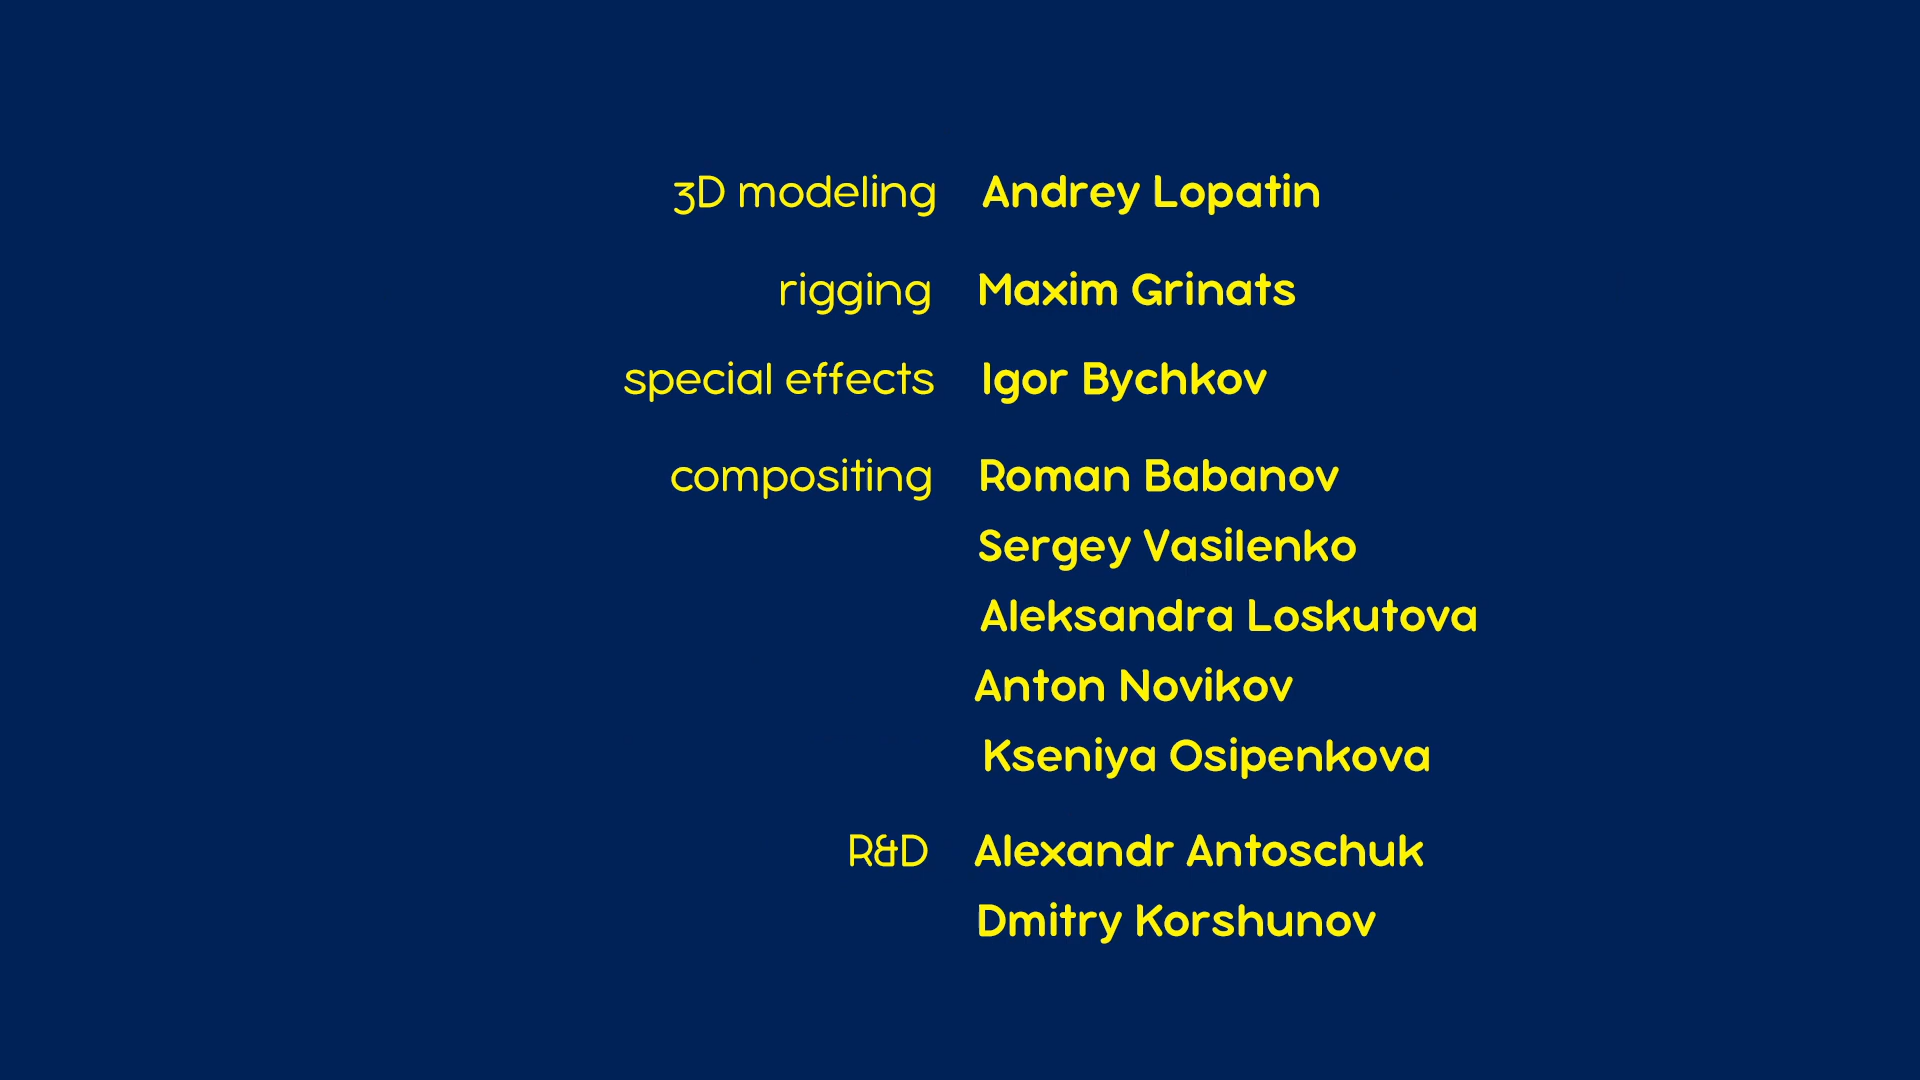 3D modeling Andrey Lopatin
rigging Maxim Grinats
special effects Igor Bychkov
compositing Roman Babanov
Sergey Vasilenko
Aleksandra Loskutova
Anton Novikov
Kseniya Osipenkova
R&D Alexandr Antoschuk
Dmitry Korshunov